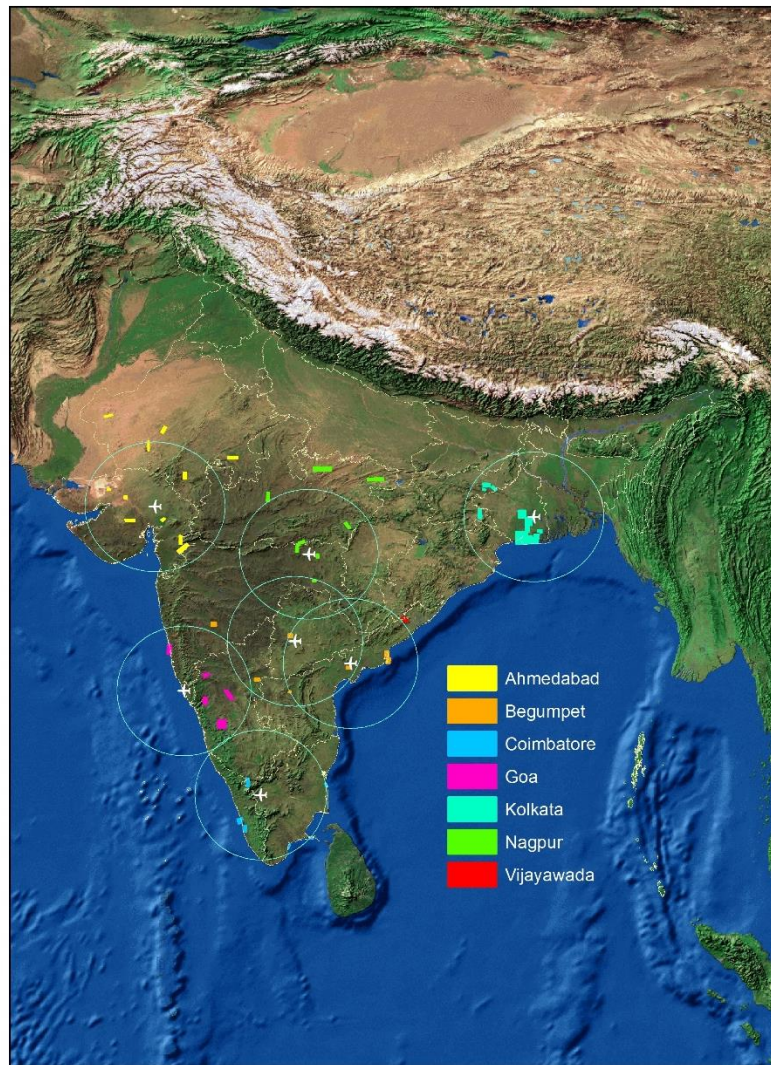 Ahmedabad
Begumpet
Coimbatore
Goa
Kolkata
Nagpur
Vijayawada